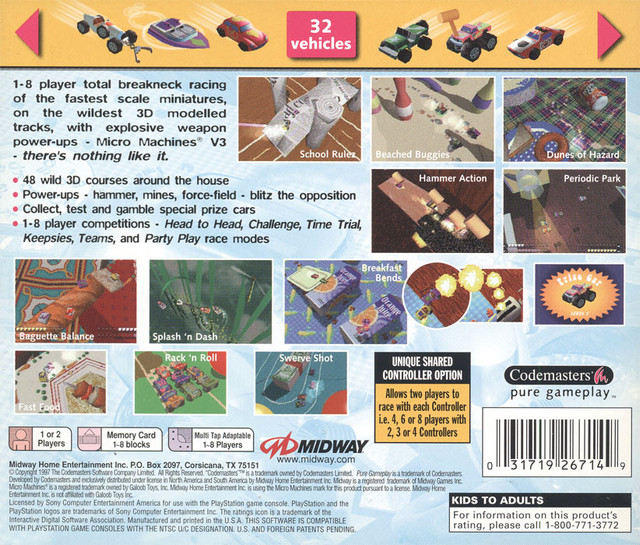 32
vehicles
1-8 player total breakneck racing
of the fastest scale miniatures,
on the wildest 3D modelled
tracks, with explosive weapon
power-ups - Micro Machines® V3
- there's nothing like it.
• 48 wild 3D courses around the house
• Power-ups - hammer, mines, force-field - blitz the opposition
• Collect, test and gamble special prize cars
• 1-8 player competitions - Head to Head, Challenge, Time Trial,
Keepsies, Teams, and Party Play race modes
School Rulez
Beached Buggies
Dunes of Hazard
Hammer Action
Periodic Park
Baguette Balance
Splash 'n Dash
Breakfast
Bends
Orange
Juice
Prize Car
Fast Food
Rack 'n Roll
Swerve Shot
UNIQUE SHARED
CONTROLLER OPTION
Allows two players to
race with each Controller
i.e. 4, 6 or 8 players with
2, 3 or 4 Controllers
Codemasters™
pure gameplay™
1 or 2
Players
Memory Card
1-8 blocks
Multi Tap Adaptable
1-8 Players
MIDWAY
www.midway.com
Midway Home Entertainment Inc. P.O. Box 2097, Corsicana, TX 75151
© Copyright 1997 The Codemasters Software Company Limited. All Rights Reserved. "Codemasters"™ is a trademark owned by Codemasters Limited. Pure Gameplay is a trademark of Codemasters.
Developed by Codemasters and exclusively distributed under license in North America and South America by Midway Home Entertainment Inc. Midway is a registered trademark of Midway Games Inc.
Micro Machines® is a registered trademark owned by Galoob Toys, Inc. Midway Home Entertainment Inc. is using the Micro Machines mark for this product pursuant to a license. Midway Home
Entertainment Inc. is not affiliated with Galoob Toys Inc.
Licensed by Sony Computer Entertainment America for use with the PlayStation game console. PlayStation and the
PlayStation logos are trademarks of Sony Computer Entertainment Inc. The ratings icon is a trademark of the
Interactive Digital Software Association. Manufactured and printed in the U.S.A. THIS SOFTWARE IS COMPATIBLE
WITH PLAYSTATION GAME CONSOLES WITH THE NTSC U/C DESIGNATION. U.S. AND FOREIGN PATENTS PENDING.
0 31719 26714 9
KIDS TO ADULTS
For information on this product's
rating, please call 1-800-771-3772